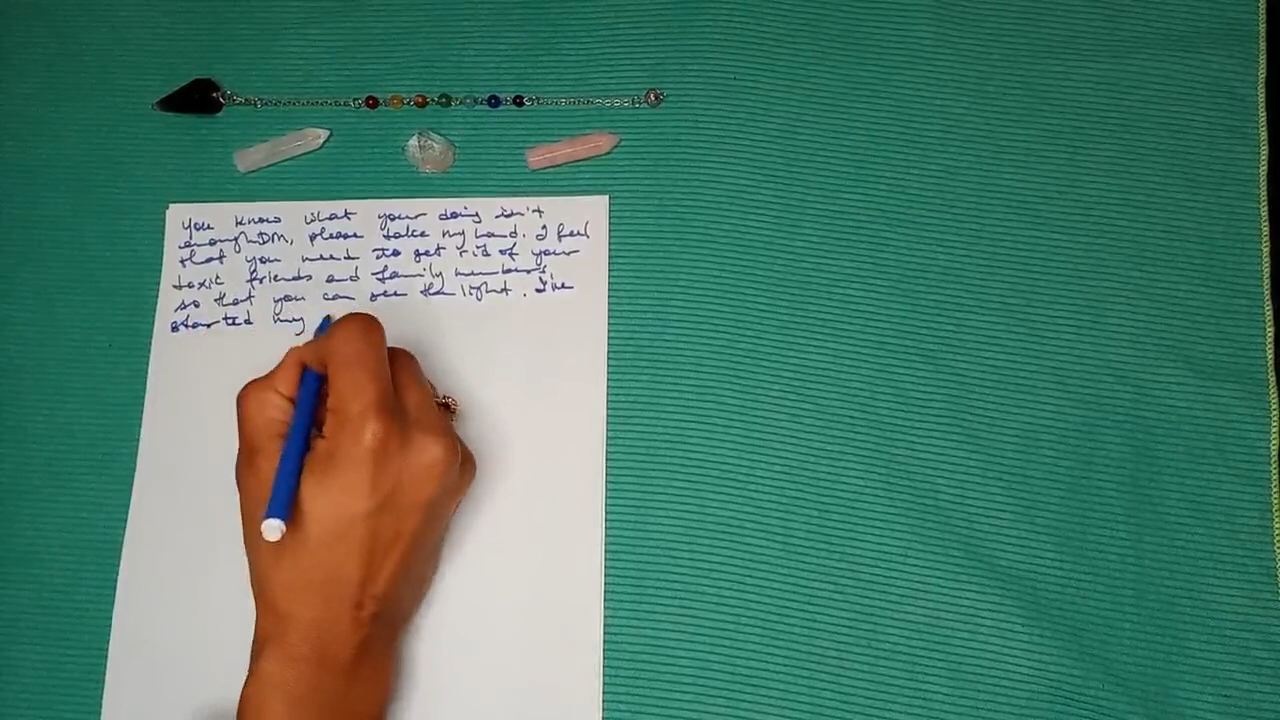 You know what your doing isn't
enough DM, please take my hand. I feel
that you need to get rid of your
toxic friends and family members,
so that you can see the light. I've
started my